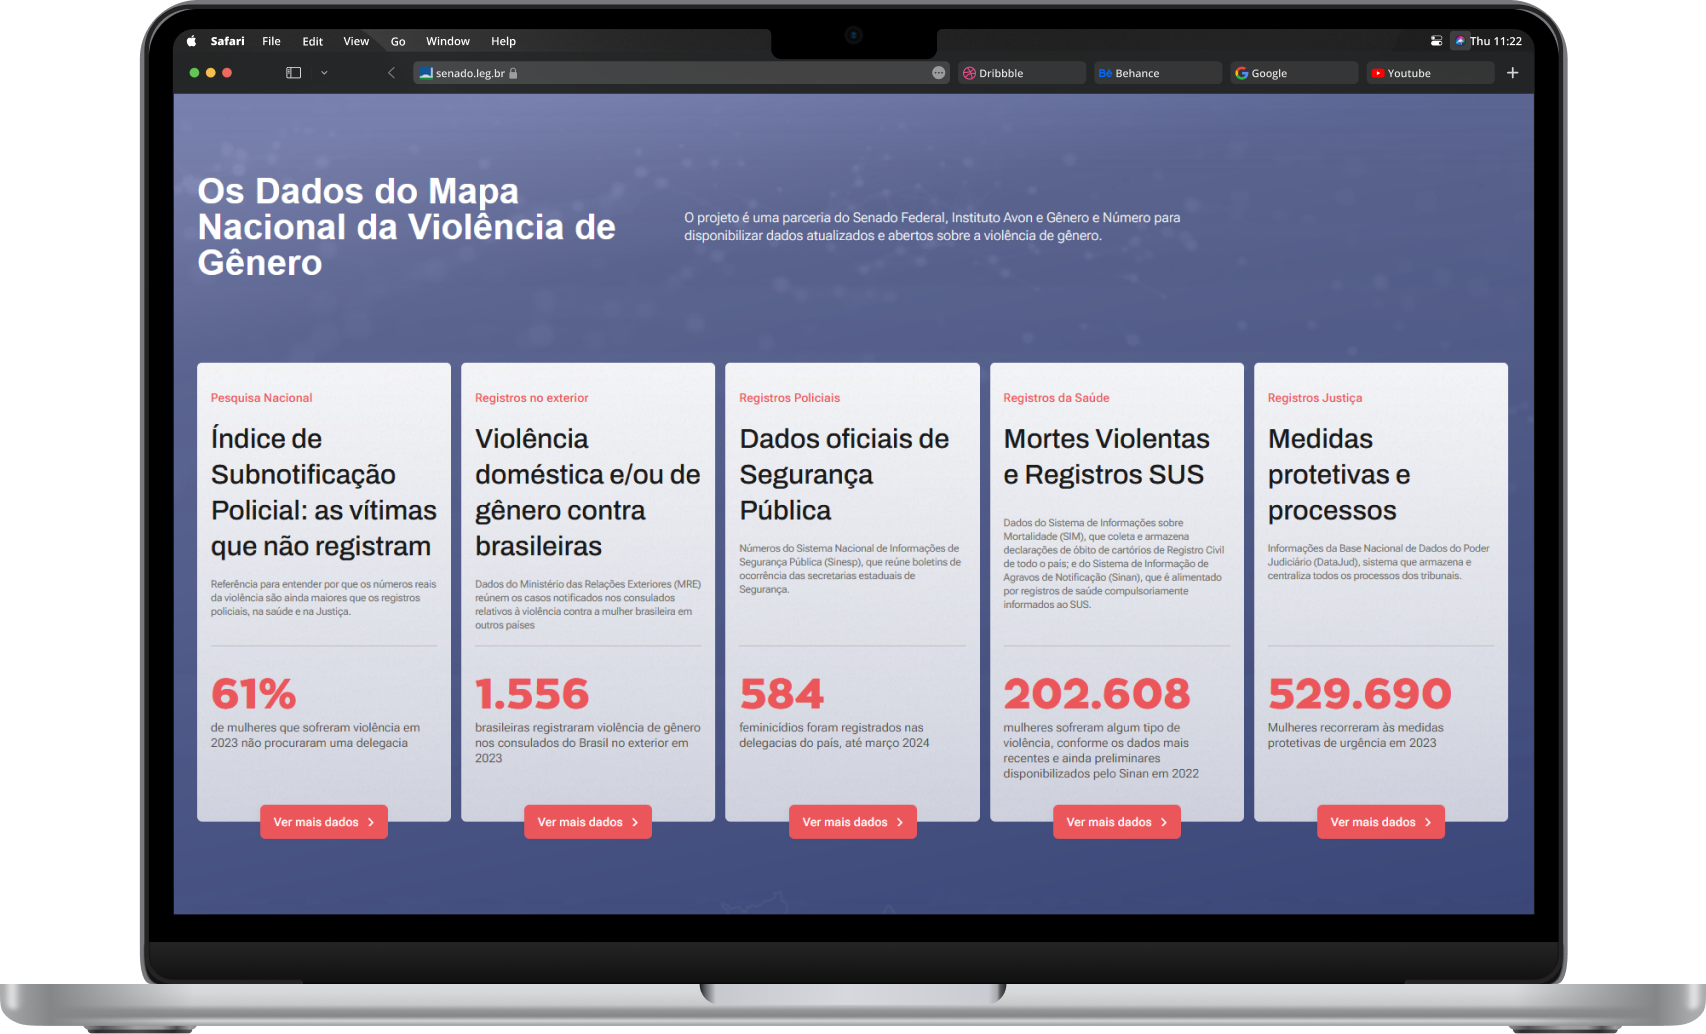 Safari File Edit View Go Window Help
Thu 11:22
senado.leg.br
Dribbble
Bē Behance
Google
Youtube
Os Dados do Mapa
Nacional da Violência de
Gênero
O projeto é uma parceria do Senado Federal, Instituto Avon e Gênero e Número para
disponibilizar dados atualizados e abertos sobre a violência de gênero.
Pesquisa Nacional
Índice de
Subnotificação
Policial: as vítimas
que não registram
Referência para entender por que os números reais
da violência são ainda maiores que os registros
policiais, na saúde e na Justiça.
61%
de mulheres que sofreram violência em
2023 não procuraram uma delegacia
Ver mais dados
Registros no exterior
Violência
doméstica e/ou de
gênero contra
brasileiras
Dados do Ministério das Relações Exteriores (MRE)
reúnem os casos notificados nos consulados
relativos à violência contra a mulher brasileira em
outros países
1.556
brasileiras registraram violência de gênero
nos consulados do Brasil no exterior em
2023
Ver mais dados
Registros Policiais
Dados oficiais de
Segurança
Pública
Números do Sistema Nacional de Informações de
Segurança Pública (Sinesp), que reúne boletins de
ocorrência das secretarias estaduais de
Segurança.
584
feminicídios foram registrados nas
delegacias do país, até março 2024
Ver mais dados
Registros da Saúde
Mortes Violentas
e Registros SUS
Dados do Sistema de Informações sobre
Mortalidade (SIM), que coleta e armazena
declarações de óbito de cartórios de Registro Civil
de todo o país; e do Sistema de Informação de
Agravos de Notificação (Sinan), que é alimentado
por registros de saúde compulsoriamente
informados ao SUS.
202.608
mulheres sofreram algum tipo de
violência, conforme os dados mais
recentes e ainda preliminares
disponibilizados pelo Sinan em 2022
Ver mais dados
Registros Justiça
Medidas
protetivas e
processos
Informações da Base Nacional de Dados do Poder
Judiciário (DataJud), sistema que armazena e
centraliza todos os processos dos tribunais.
529.690
Mulheres recorreram às medidas
protetivas de urgência em 2023
Ver mais dados